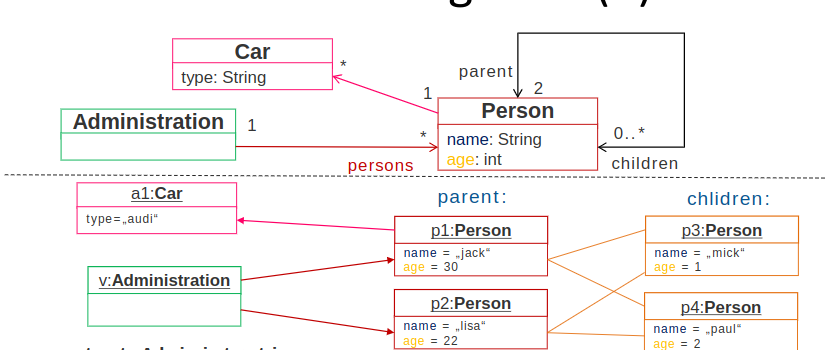 Car
type: String
*
1
parent
2
Person
name: String
age: int
0..*
children
Administration
1
*
persons
a1:Car
type=„audi“
v:Administration
parent:
p1:Person
name = „jack“
age = 30
p2:Person
name = „lisa“
age = 22
chlidren:
p3:Person
name = „mick“
age = 1
p4:Person
name = „paul“
age = 2